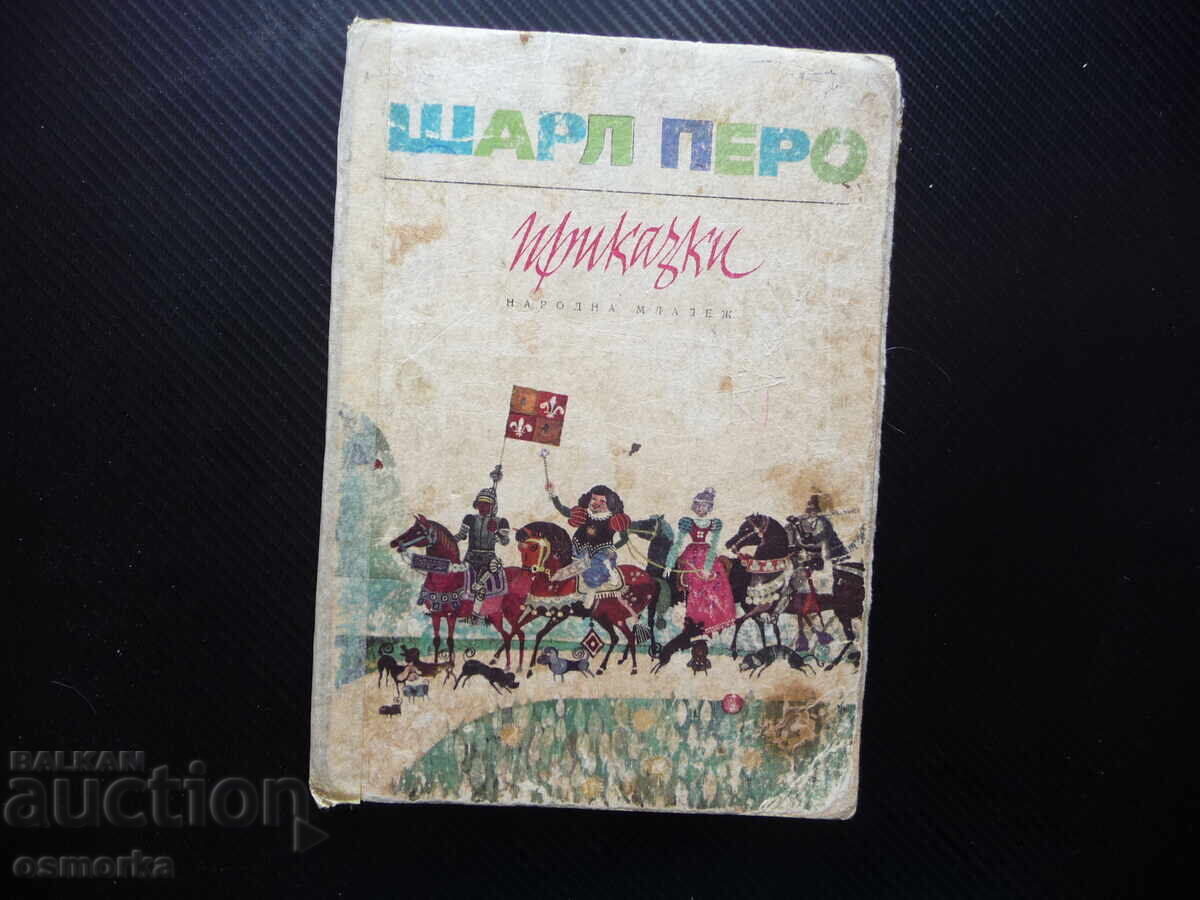 ШАРЛ ПЕРО
приказки
НАРОДНА МЛАДЕЖ
BALKAN
auction
osmorka